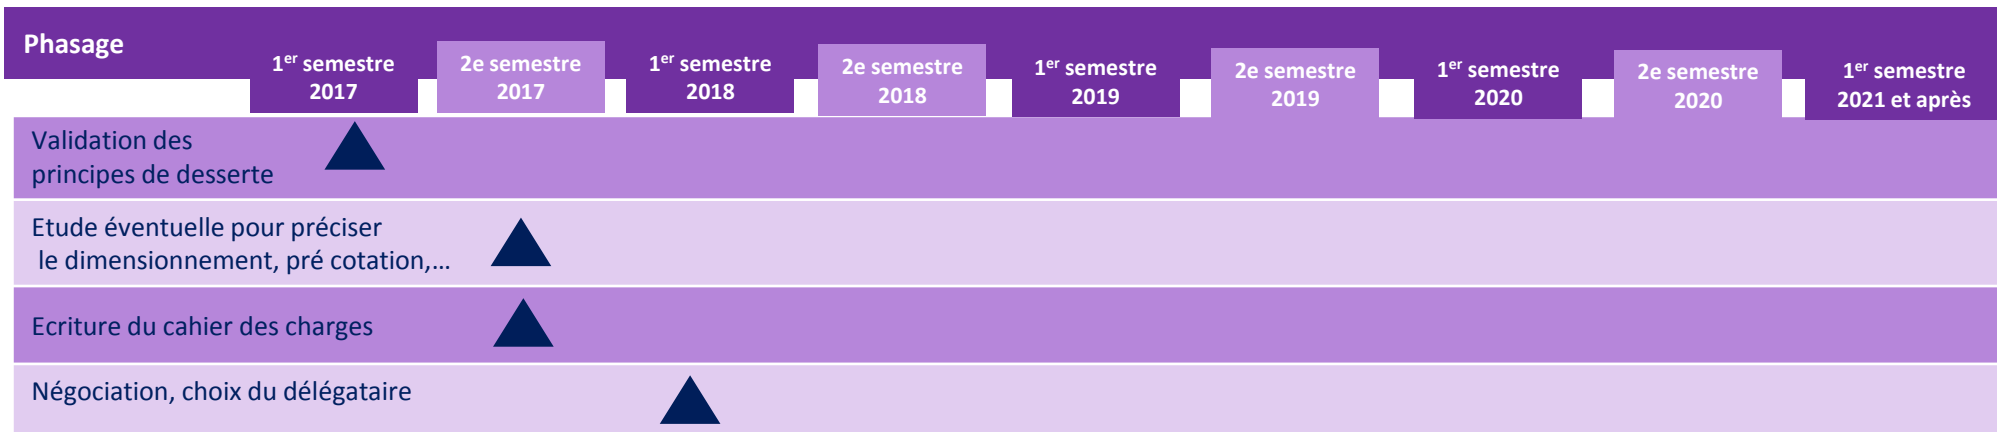 Phasage
1er semestre
2017
2e semestre
2017
1er semestre
2018
2e semestre
2018
1er semestre
2019
2e semestre
2019
1er semestre
2020
2e semestre
2020
1er semestre
2021 et après
Validation des
principes de desserte
Etude éventuelle pour préciser
le dimensionnement, pré cotation,...
Ecriture du cahier des charges
Négociation, choix du délégataire